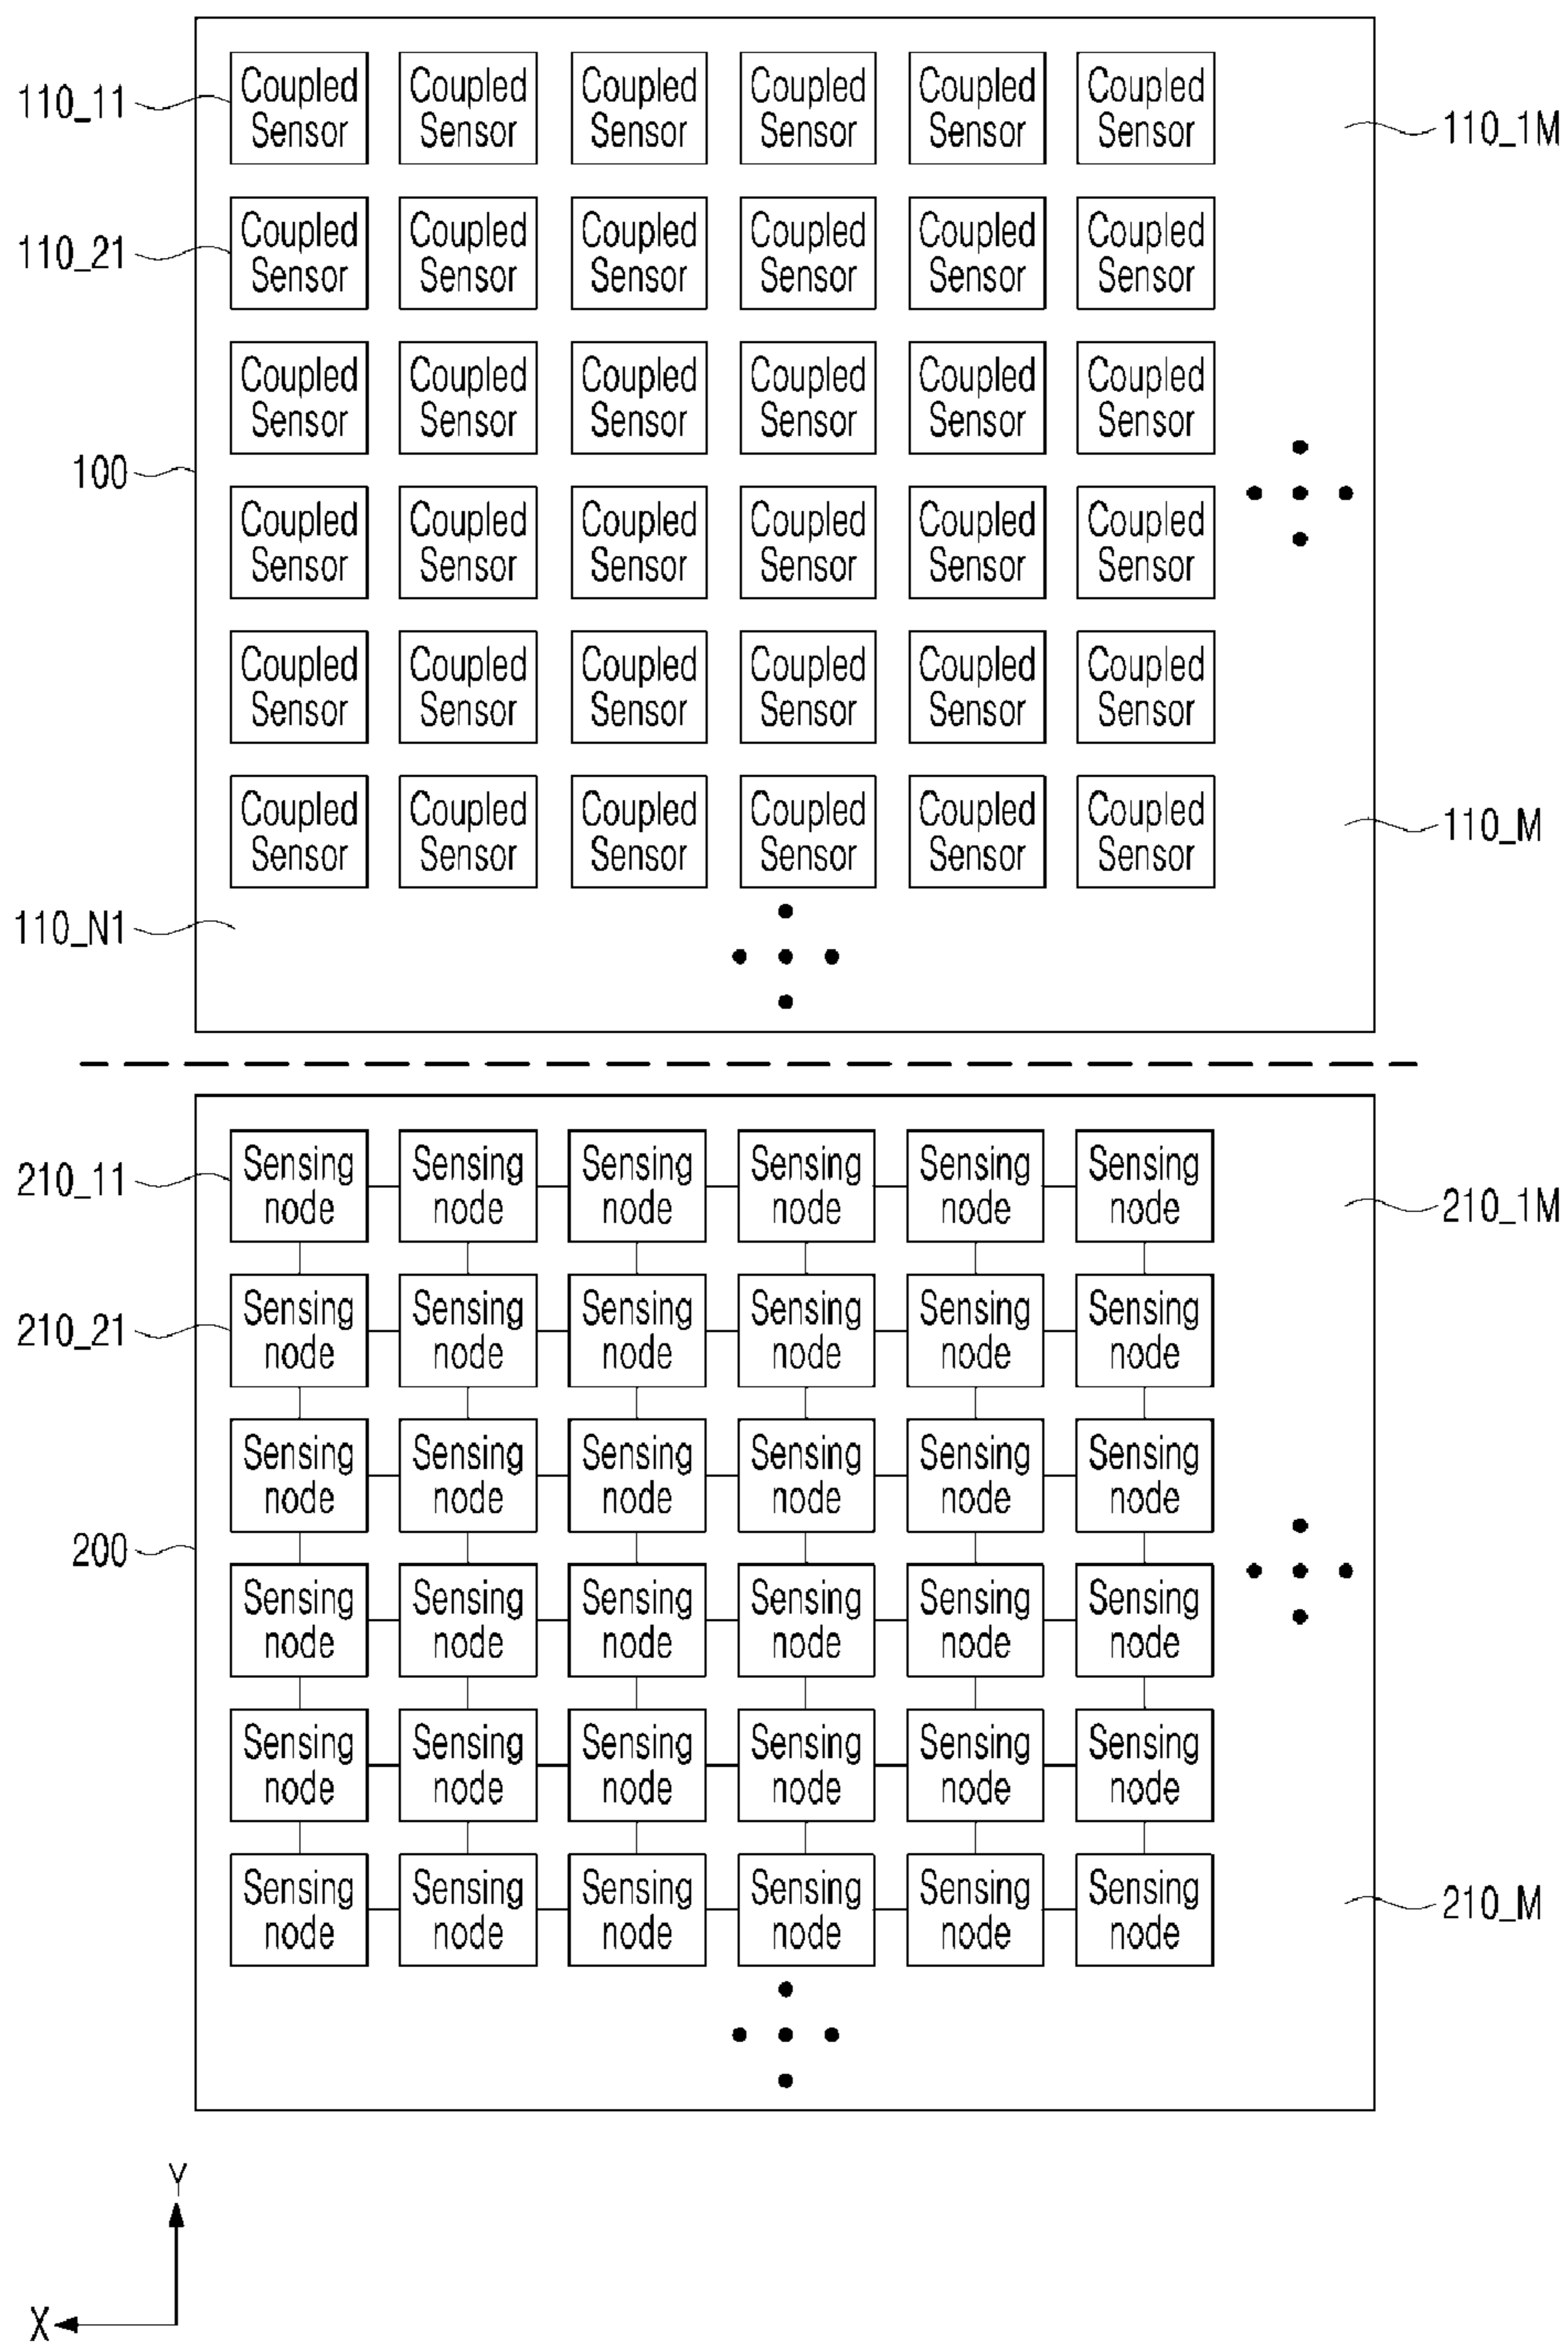 110_11
Coupled Sensor Coupled Sensor Coupled Sensor Coupled Sensor Coupled Sensor Coupled Sensor
110_1M
110_21
Coupled Sensor Coupled Sensor Coupled Sensor Coupled Sensor Coupled Sensor Coupled Sensor
Coupled Sensor Coupled Sensor Coupled Sensor Coupled Sensor Coupled Sensor Coupled Sensor
100
Coupled Sensor Coupled Sensor Coupled Sensor Coupled Sensor Coupled Sensor Coupled Sensor
Coupled Sensor Coupled Sensor Coupled Sensor Coupled Sensor Coupled Sensor Coupled Sensor
Coupled Sensor Coupled Sensor Coupled Sensor Coupled Sensor Coupled Sensor Coupled Sensor
110_M
110_N1
210_11
Sensing node Sensing node Sensing node Sensing node Sensing node Sensing node
210_1M
210_21
Sensing node Sensing node Sensing node Sensing node Sensing node Sensing node
Sensing node Sensing node Sensing node Sensing node Sensing node Sensing node
200
Sensing node Sensing node Sensing node Sensing node Sensing node Sensing node
Sensing node Sensing node Sensing node Sensing node Sensing node Sensing node
Sensing node Sensing node Sensing node Sensing node Sensing node Sensing node
210_M
Y
X